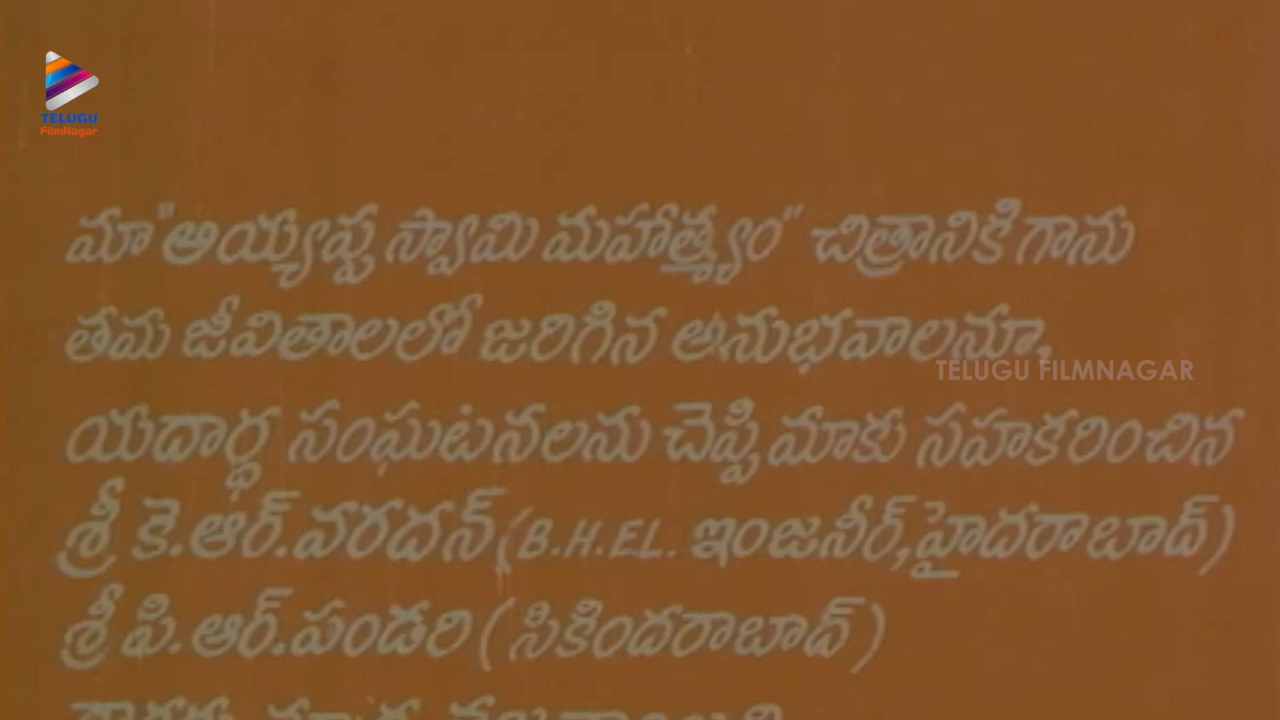 TELUGU
FilmNagar
మా "అయ్యప్ప స్వామి మహాత్మ్యం" చిత్రానికి గాను
తమ జీవితాలలో జరిగిన అనుభవాలనూ,
TELUGU FILMNAGAR
యదార్థ సంఘటనలను చెప్పి మాకు సహకరించిన
శ్రీ కె.ఆర్.వరదన్ (B.H.EL. ఇంజనీర్,హైదరాబాద్)
శ్రీ పి.ఆర్.పండరి (సికిందరాబాద్)